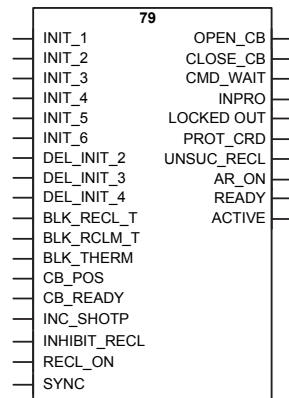 79
INIT_1 OPEN_CB
INIT_2 CLOSE_CB
INIT_3 CMD_WAIT
INIT_4 INPRO
INIT_5 LOCKED OUT
INIT_6 PROT_CRD
DEL_INIT_2 UNSUC_RECL
DEL_INIT_3 AR_ON
DEL_INIT_4 READY
BLK_RECL_T ACTIVE
BLK_RCLM_T
BLK_THERM
CB_POS
CB_READY
INC_SHOTP
INHIBIT_RECL
RECL_ON
SYNC